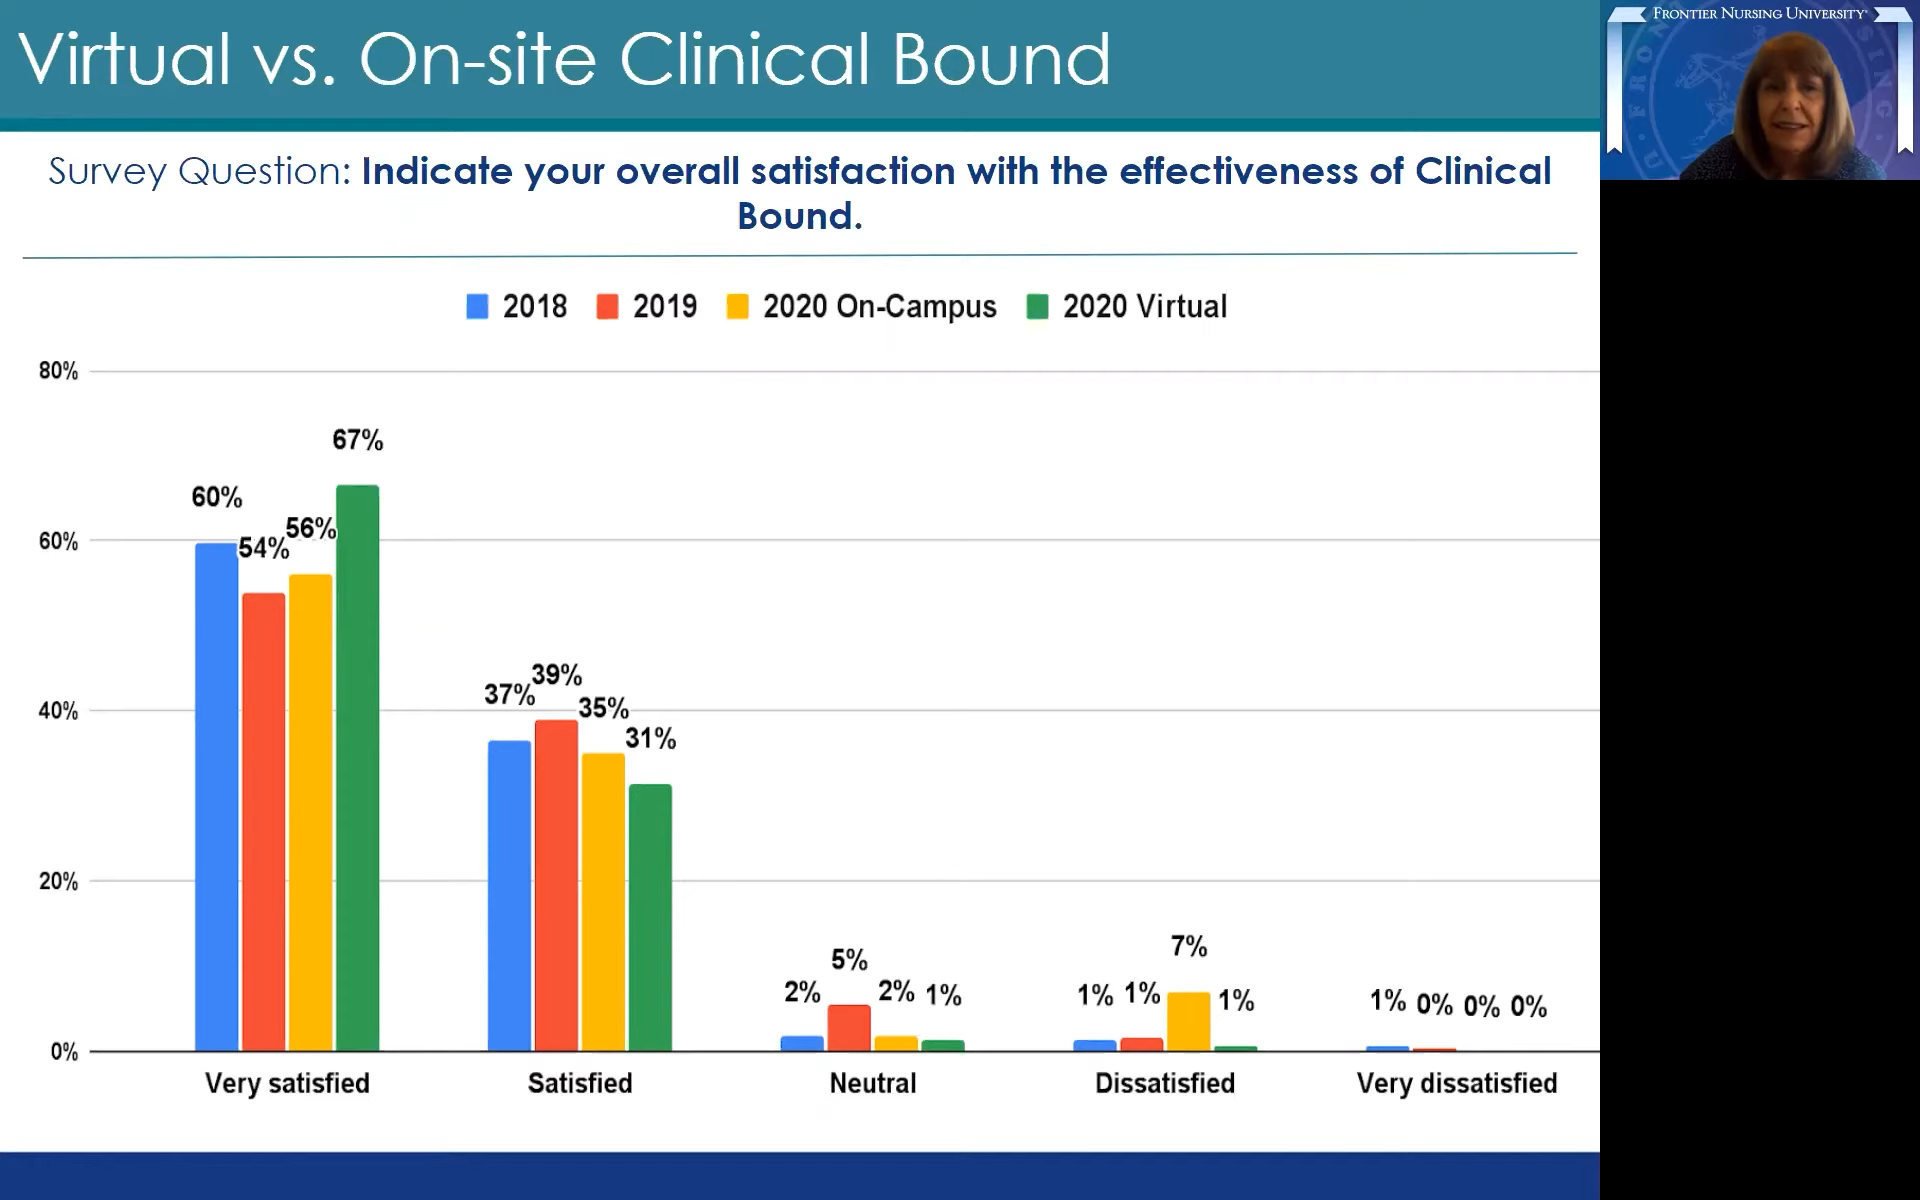 Virtual vs. On-site Clinical Bound
FRONTIER NURSING UNIVERSITY
Survey Question: Indicate your overall satisfaction with the effectiveness of Clinical
Bound.
2018 2019 2020 On-Campus 2020 Virtual
80%
67%
60%
56%
54%
60%
39%
37%
35%
40%
31%
20%
7%
5%
2% 2% 1% 1% 1% 1% 1% 0% 0% 0%
0%
Very satisfied Satisfied Neutral Dissatisfied Very dissatisfied